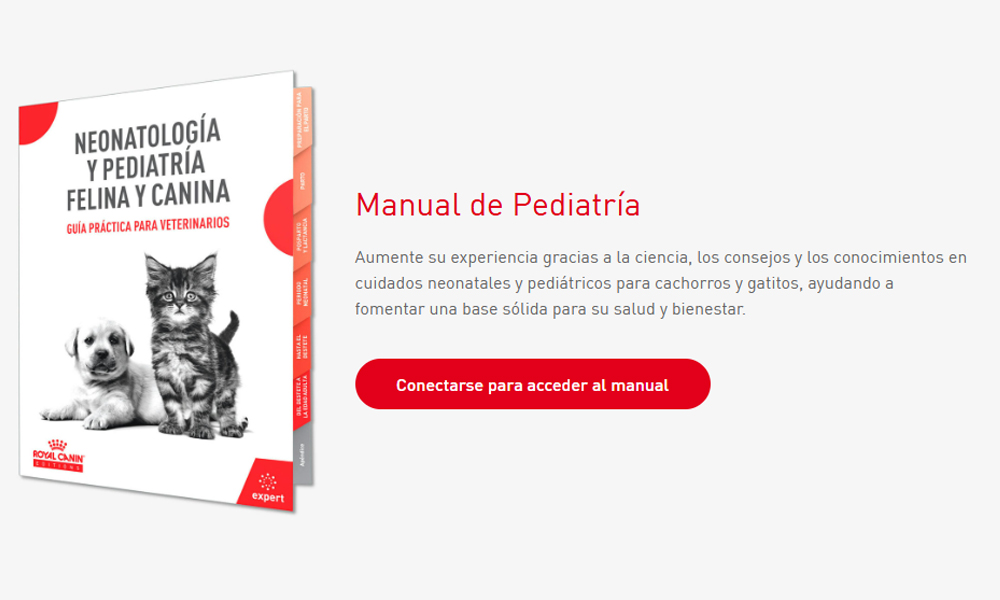 NEONATOLOGÍA
Y PEDIATRÍA
FELINA Y CANINA
GUÍA PRÁCTICA PARA VETERINARIOS
PREPARACIÓN PARA
EL PARTO
PARTO
POSPARTO
Y LACTANCIA
PERIODO
NEONATAL
HASTA EL
DESTETE
DEL DESTETE A
LA EDAD ADULTA
Apéndice
ROYAL CANIN
EDITIONS
expert
Manual de Pediatría
Aumente su experiencia gracias a la ciencia, los consejos y los conocimientos en
cuidados neonatales y pediátricos para cachorros y gatitos, ayudando a
fomentar una base sólida para su salud y bienestar.
Conectarse para acceder al manual